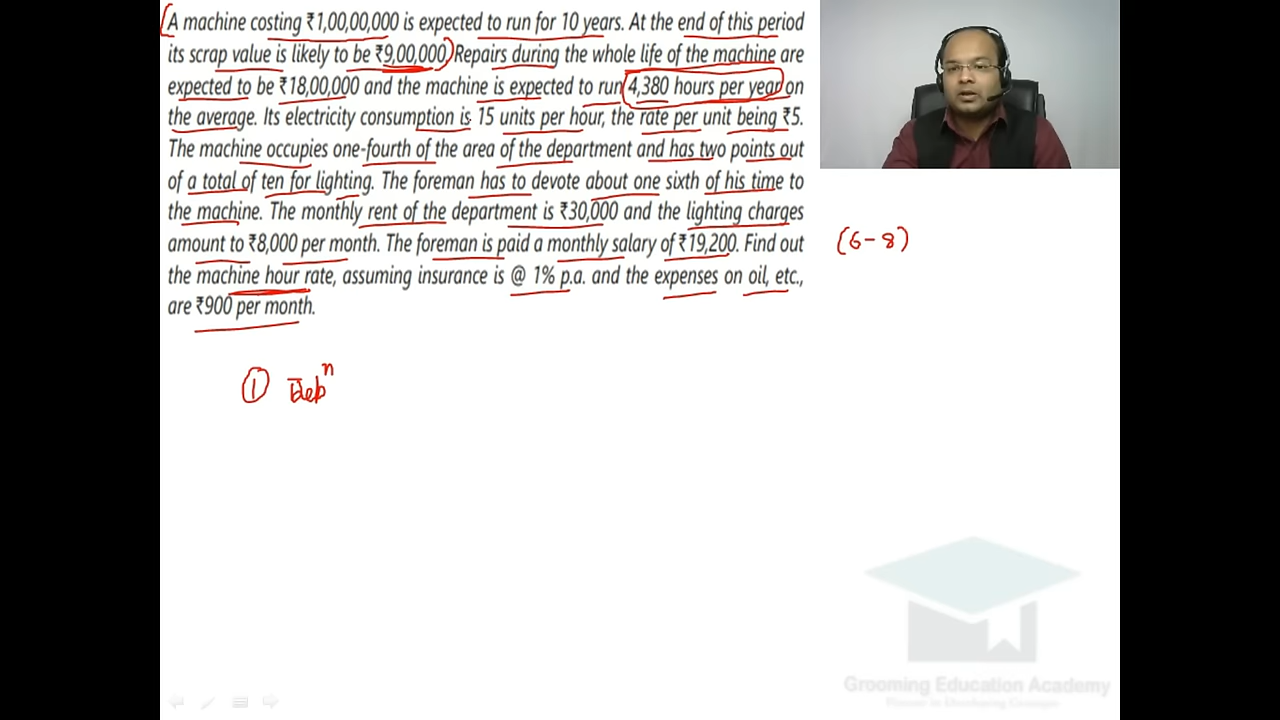 A machine costing ₹1,00,00,000 is expected to run for 10 years. At the end of this period
its scrap value is likely to be ₹9,00,000. Repairs during the whole life of the machine are
expected to be ₹18,00,000 and the machine is expected to run 4,380 hours per year on
the average. Its electricity consumption is 15 units per hour, the rate per unit being ₹5.
The machine occupies one-fourth of the area of the department and has two points out
of a total of ten for lighting. The foreman has to devote about one sixth of his time to
the machine. The monthly rent of the department is ₹30,000 and the lighting charges
amount to ₹8,000 per month. The foreman is paid a monthly salary of ₹19,200. Find out
the machine hour rate, assuming insurance is @ 1% p.a. and the expenses on oil, etc.,
are ₹900 per month.
(6-8)
① Depⁿ
Grooming Education Academy